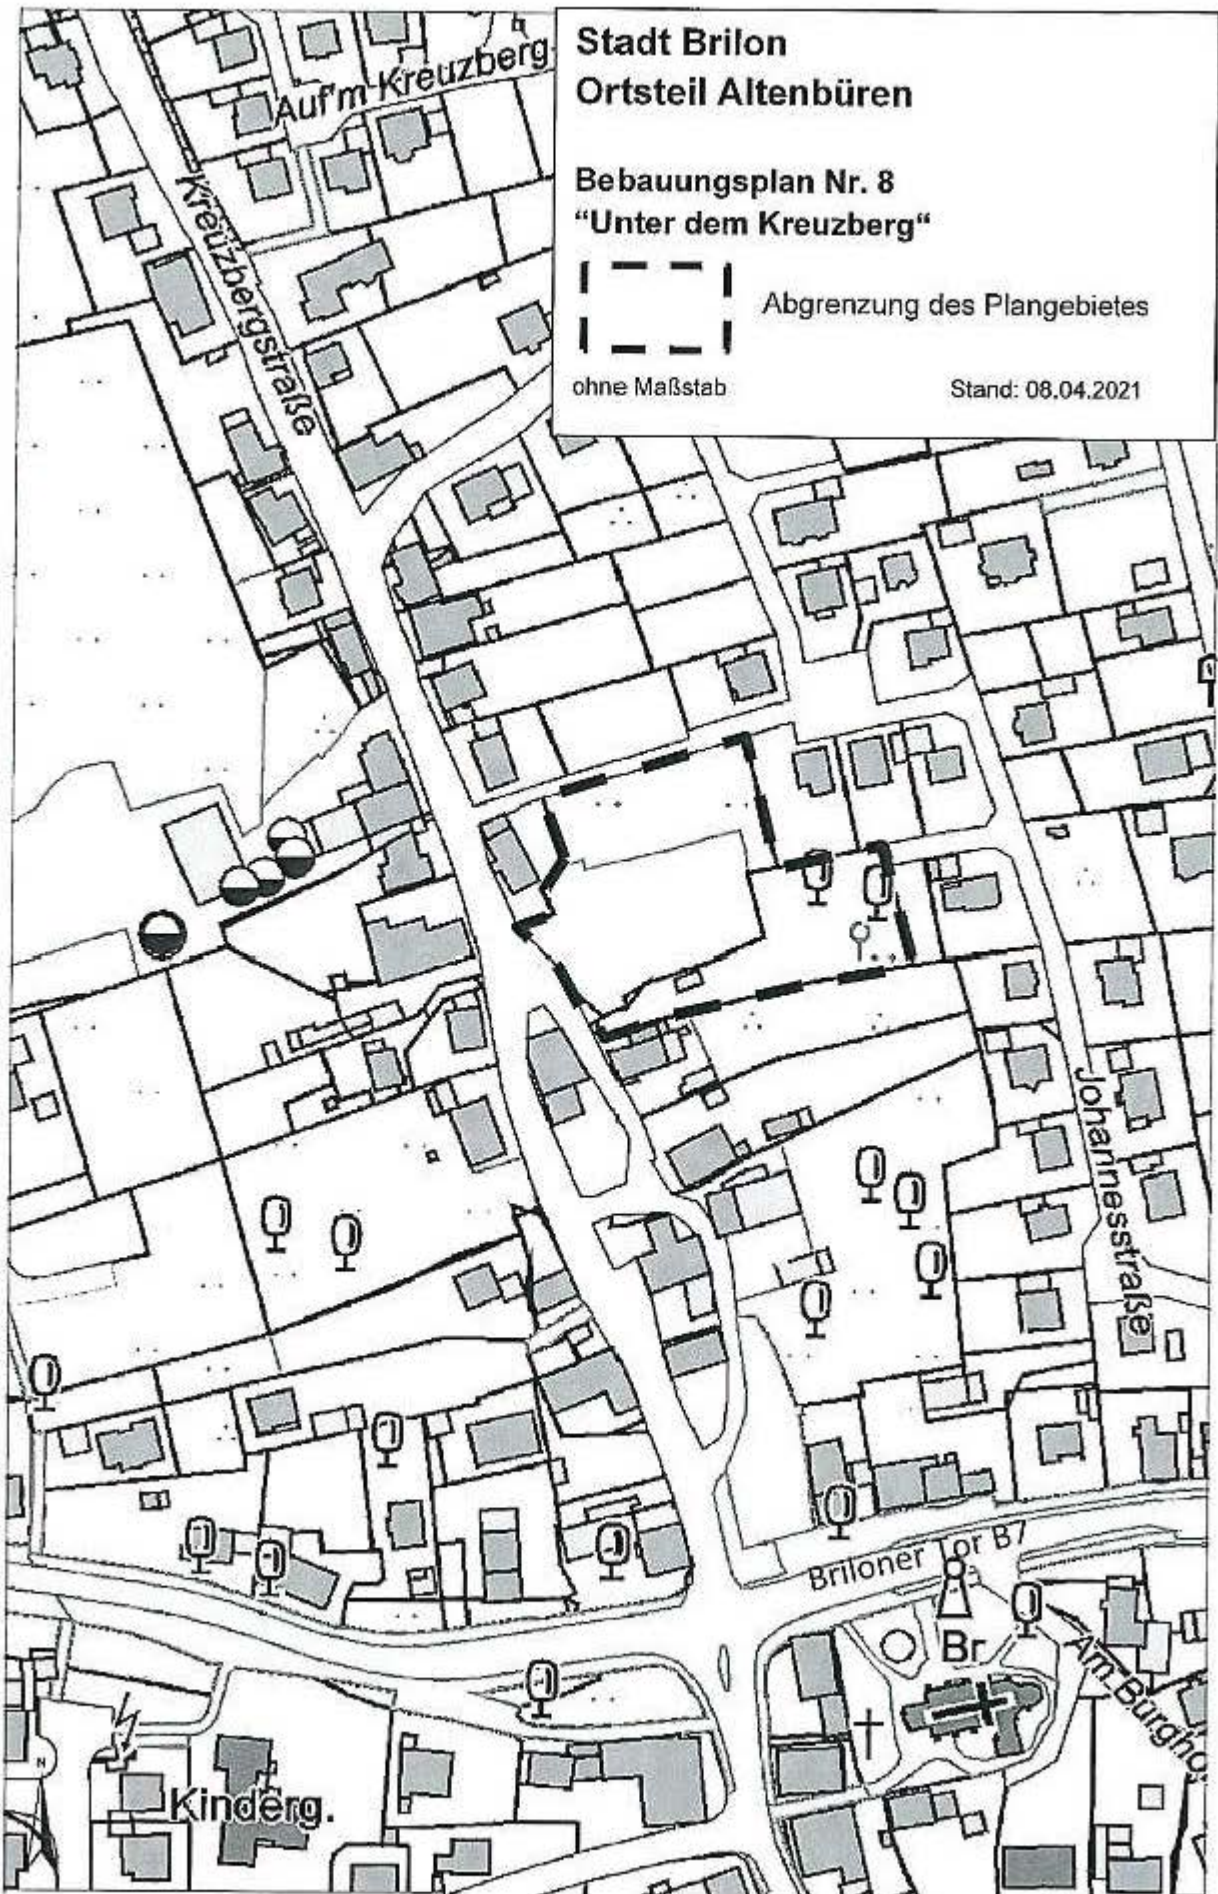 Stadt Brilon
Ortsteil Altenbüren
Bebauungsplan Nr. 8
“Unter dem Kreuzberg“
Abgrenzung des Plangebietes
ohne Maßstab
Stand: 08.04.2021
Auf'm Kreuzberg
Kreuzbergstraße
Johannesstraße
Briloner Tor B7
Br
Am Burgho
N
Kinderg.